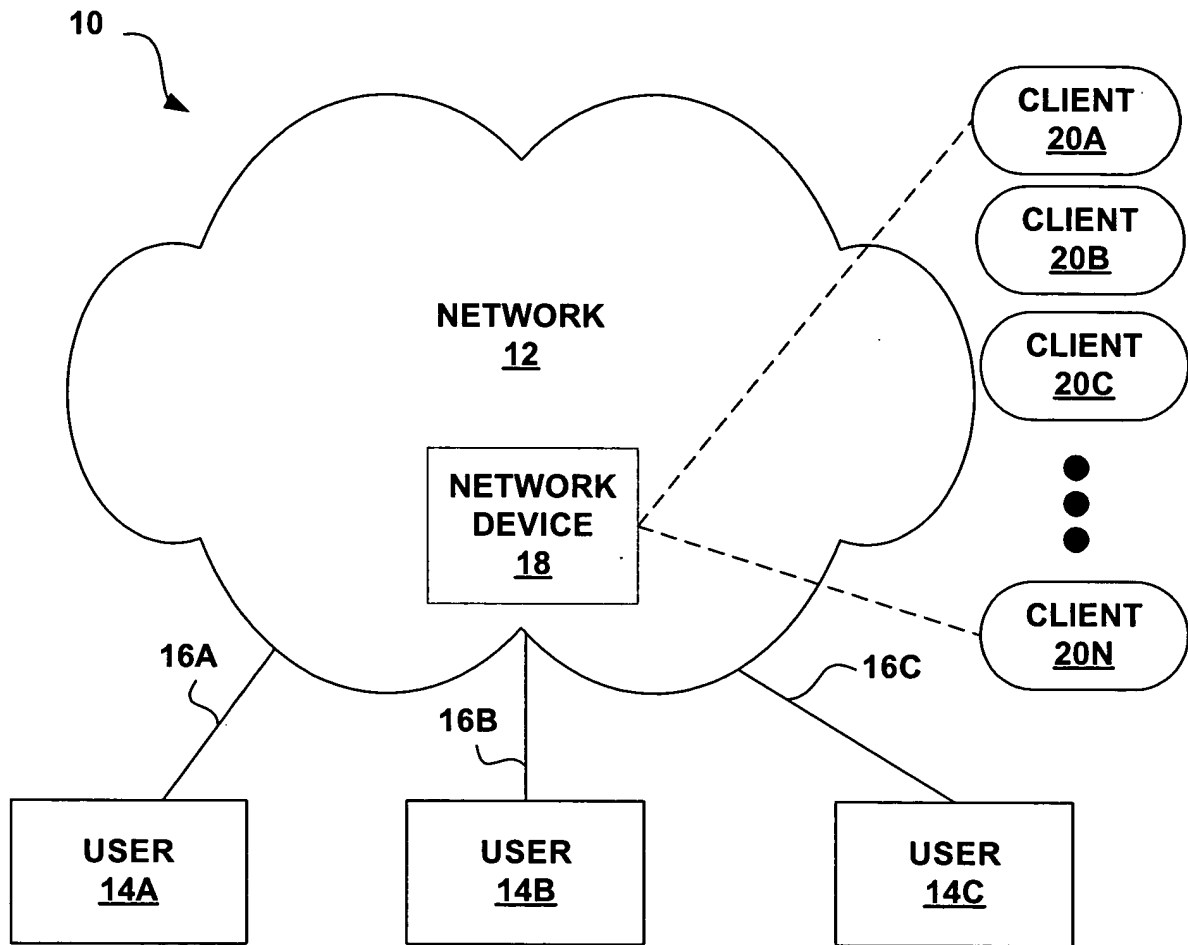 10
CLIENT
20A
CLIENT
20B
CLIENT
20C
NETWORK
12
NETWORK
DEVICE
18
CLIENT
20N
16A
16B
16C
USER
14A
USER
14B
USER
14C